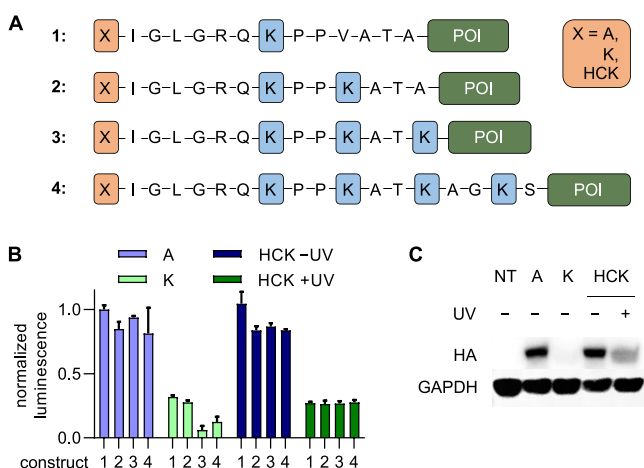 A
1: X–I–G–L–G–R–Q–K–P–P–V–A–T–A–POI
X = A,
K,
HCK
2: X–I–G–L–G–R–Q–K–P–P–K–A–T–A–POI
3: X–I–G–L–G–R–Q–K–P–P–K–A–T–K–POI
4: X–I–G–L–G–R–Q–K–P–P–K–A–T–K–A–G–K–S–POI
B
A HCK –UV
K HCK +UV
normalized
luminescence
1.0
0.5
0.0
construct 1 2 3 4 1 2 3 4 1 2 3 4 1 2 3 4
C
NT A K HCK
UV – – – – +
HA
GAPDH